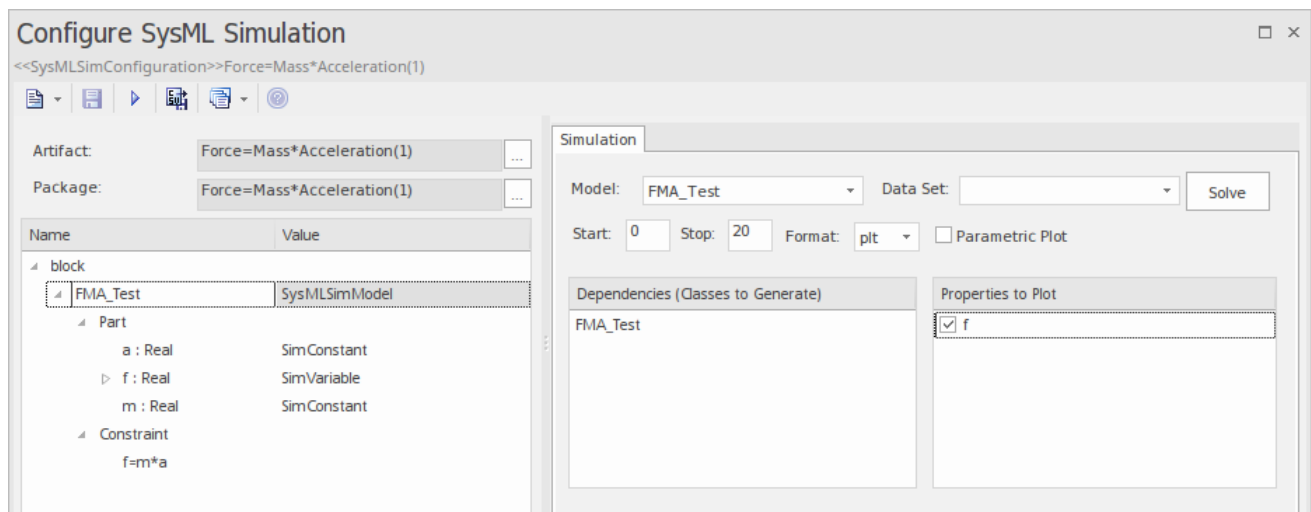 Configure SysML Simulation
<<SysMLSimConfiguration>>Force=Mass*Acceleration(1)
Artifact: Force=Mass*Acceleration(1) ...
Package: Force=Mass*Acceleration(1) ...
Name Value
block
FMA_Test SysMLSimModel
Part
a : Real SimConstant
f : Real SimVariable
m : Real SimConstant
Constraint
f=m*a
Simulation
Model: FMA_Test Data Set: Solve
Start: 0 Stop: 20 Format: plt Parametric Plot
Dependencies (Classes to Generate) Properties to Plot
FMA_Test f